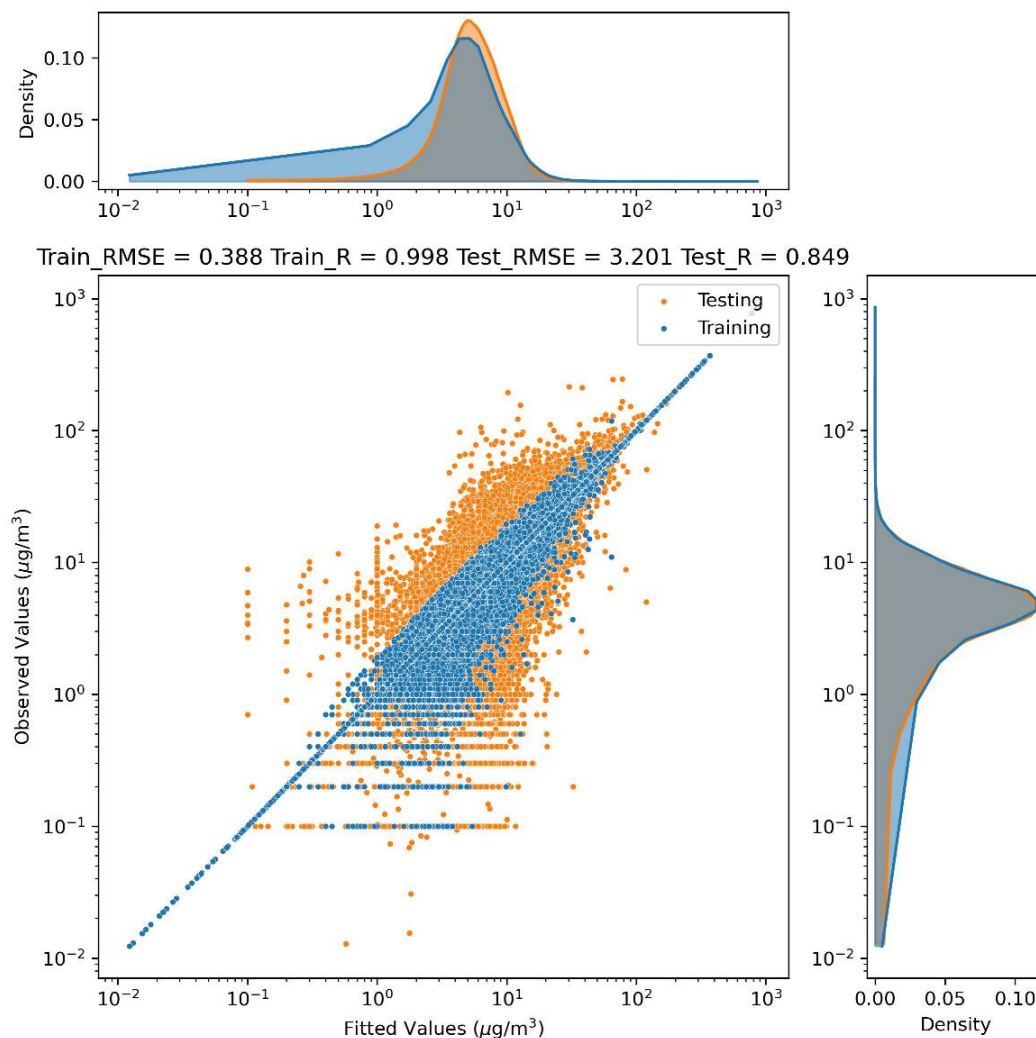 0.10
0.05
0.00
Density
10⁻² 10⁻¹ 10⁰ 10¹ 10² 10³
Train_RMSE = 0.388 Train_R = 0.998 Test_RMSE = 3.201 Test_R = 0.849
Testing
Training
10³
10²
10¹
10⁰
10⁻¹
10⁻²
Observed Values (μg/m³)
10⁻² 10⁻¹ 10⁰ 10¹ 10² 10³
Fitted Values (μg/m³)
10³
10²
10¹
10⁰
10⁻¹
10⁻²
0.00 0.05 0.10
Density